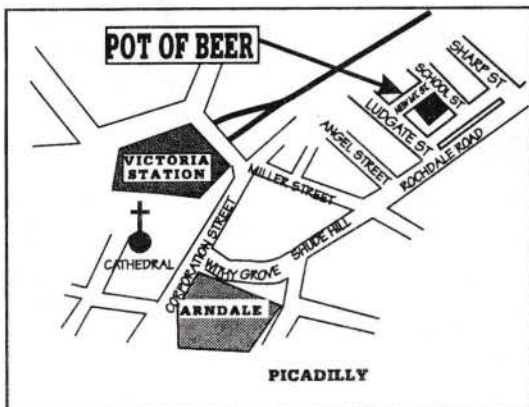 POT OF BEER
SHARP ST
SCHOOL ST
NEW MT. ST.
LUDGATE ST.
ANGEL STREET
ROCHDALE ROAD
VICTORIA
STATION
MILLER STREET
SHUDE HILL
CORPORATION STREET
WITHY GROVE
CATHEDRAL
ARNDALE
PICADILLY